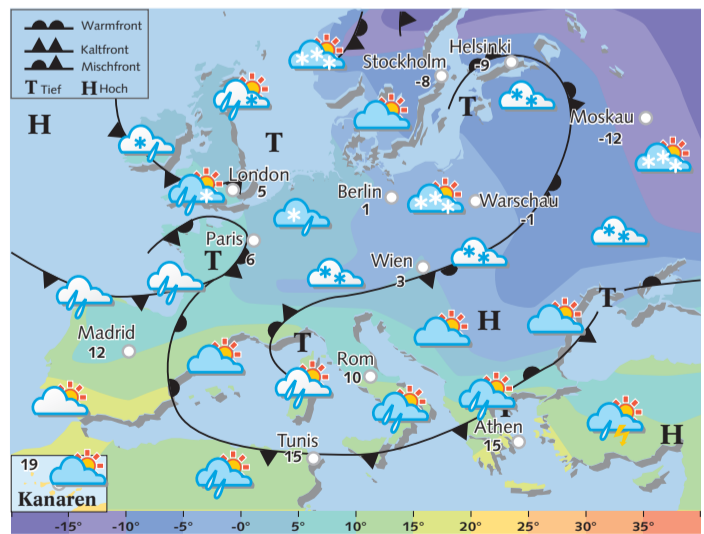 Warmfront
Kaltfront
Mischfront
T Tief H Hoch
H
T
T
Stockholm
-8
Helsinki
-9
Moskau
-12
London
5
Berlin
1
Warschau
-1
Paris
6
T
Wien
3
T
H
T
Madrid
12
Rom
10
T
Athen
15
H
Tunis
15
19
Kanaren
-15° -10° -5° -0° 5° 10° 15° 20° 25° 30° 35°